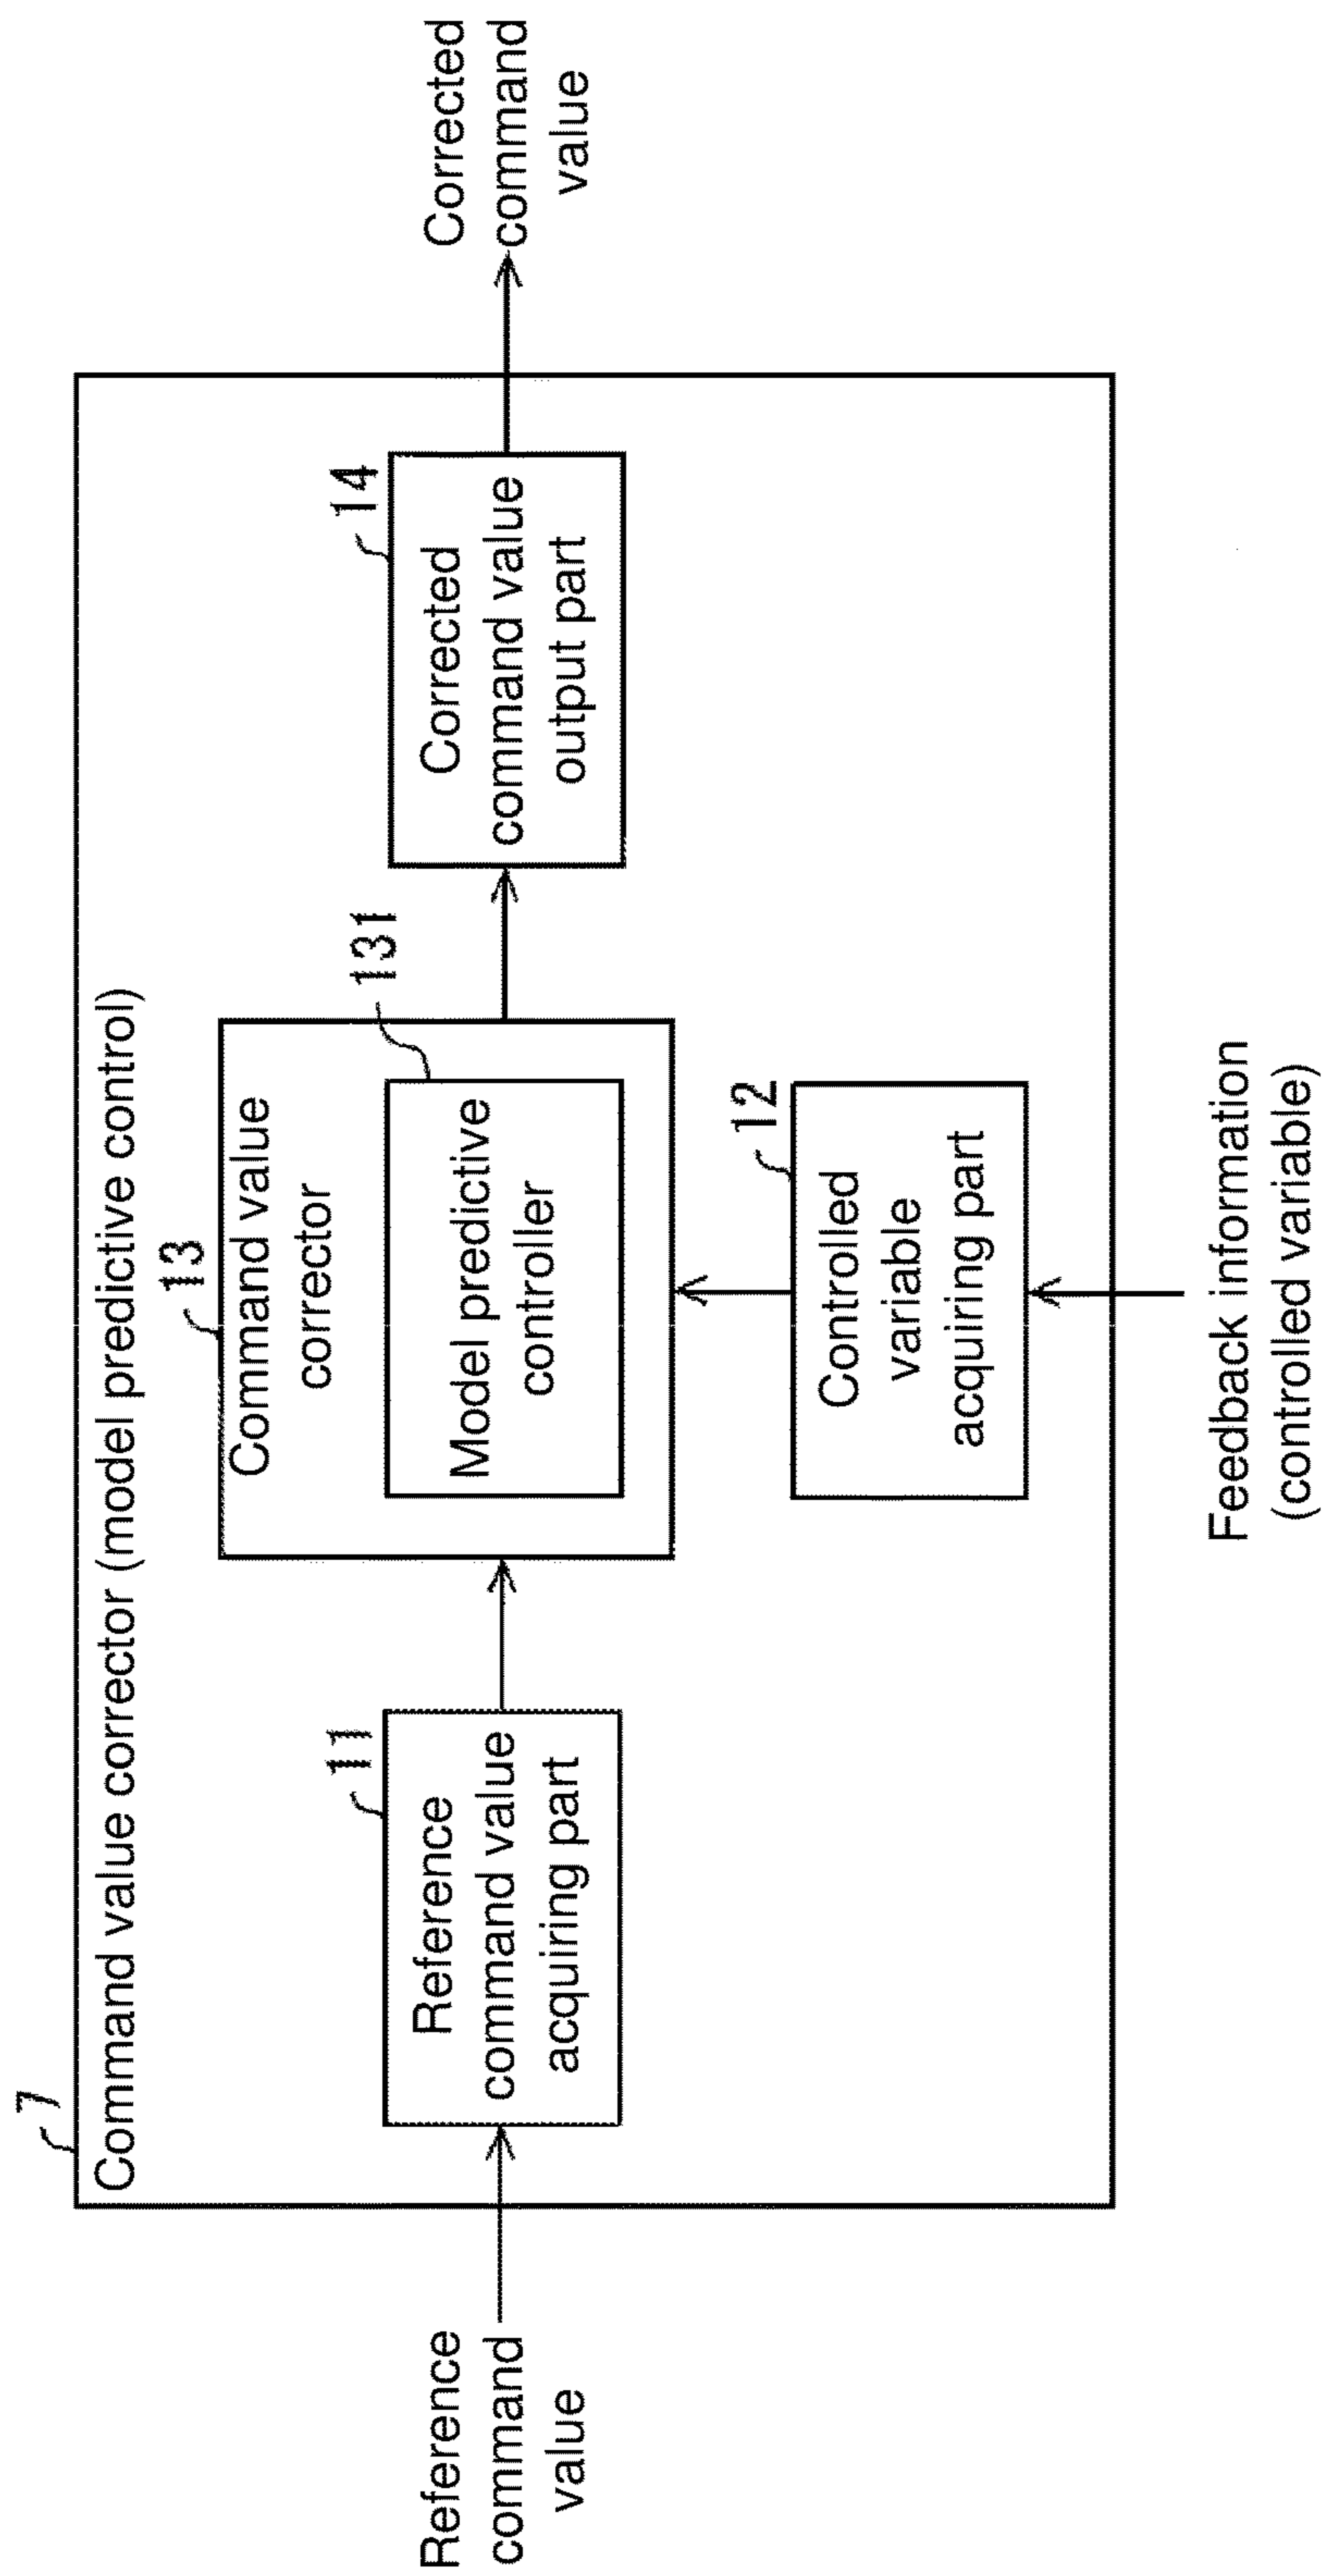 7
Command value corrector (model predictive control)
13
Command value
corrector
131
Model predictive
controller
14
Corrected
command value
output part
11
Reference
command value
acquiring part
12
Controlled
variable
acquiring part
Reference
command
value
Corrected
command
value
Feedback information
(controlled variable)